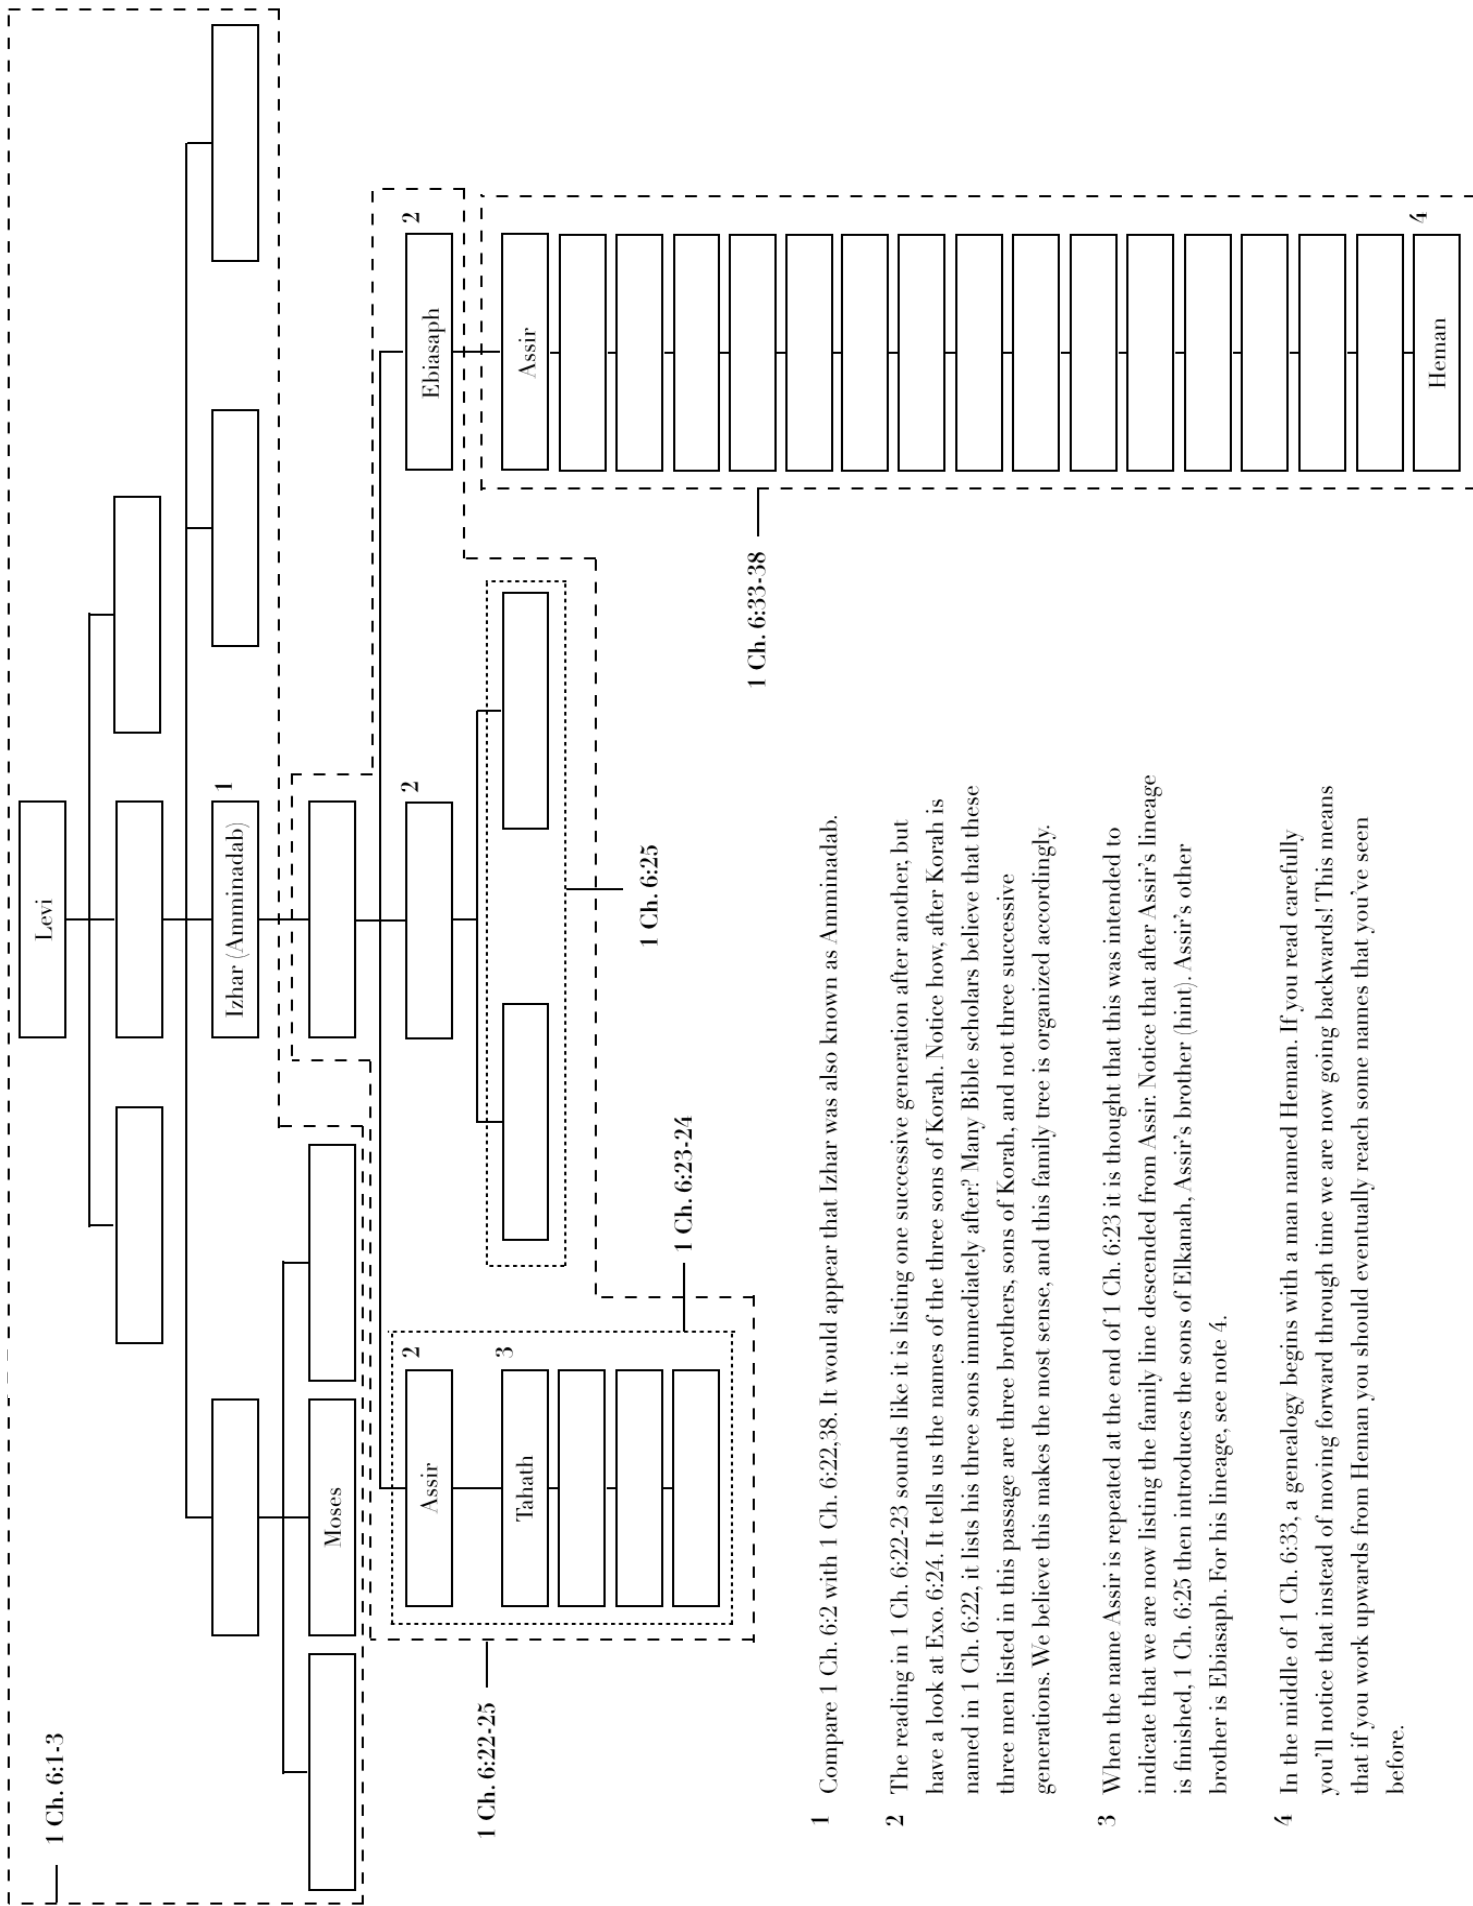 1 Ch. 6:1-3
Levi
Izhar (Amminadab)
1
Moses
1 Ch. 6:22-25
Assir
2
2
Ebiasaph
2
Tahath
3
Assir
1 Ch. 6:23-24
1 Ch. 6:25
1 Ch. 6:33-38
Heman
4
1 Compare 1 Ch. 6:2 with 1 Ch. 6:22,38. It would appear that Izhar was also known as Amminadab.
2 The reading in 1 Ch. 6:22-23 sounds like it is listing one successive generation after another, but
have a look at Exo. 6:24. It tells us the names of the three sons of Korah. Notice how, after Korah is
named in 1 Ch. 6:22, it lists his three sons immediately after? Many Bible scholars believe that these
three men listed in this passage are three brothers, sons of Korah, and not three successive
generations. We believe this makes the most sense, and this family tree is organized accordingly.
3 When the name Assir is repeated at the end of 1 Ch. 6:23 it is thought that this was intended to
indicate that we are now listing the family line descended from Assir. Notice that after Assir's lineage
is finished, 1 Ch. 6:25 then introduces the sons of Elkanah, Assir's brother (hint). Assir's other
brother is Ebiasaph. For his lineage, see note 4.
4 In the middle of 1 Ch. 6:33, a genealogy begins with a man named Heman. If you read carefully
you'll notice that instead of moving forward through time we are now going backwards! This means
that if you work upwards from Heman you should eventually reach some names that you've seen
before.